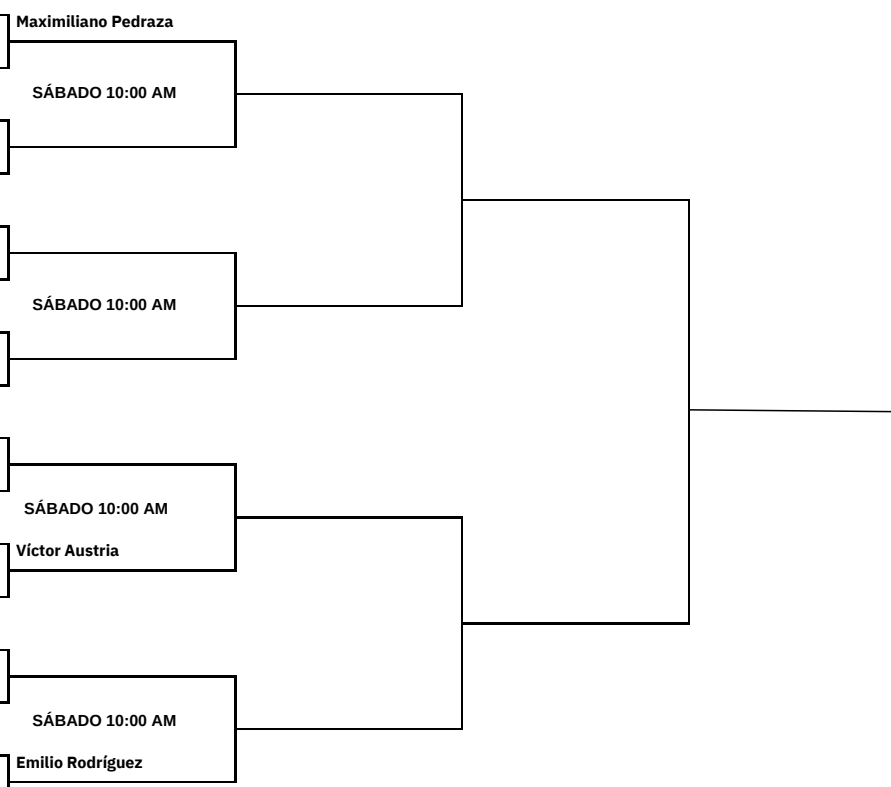 Maximiliano Pedraza
SÁBADO 10:00 AM
SÁBADO 10:00 AM
SÁBADO 10:00 AM
Víctor Austria
SÁBADO 10:00 AM
Emilio Rodríguez